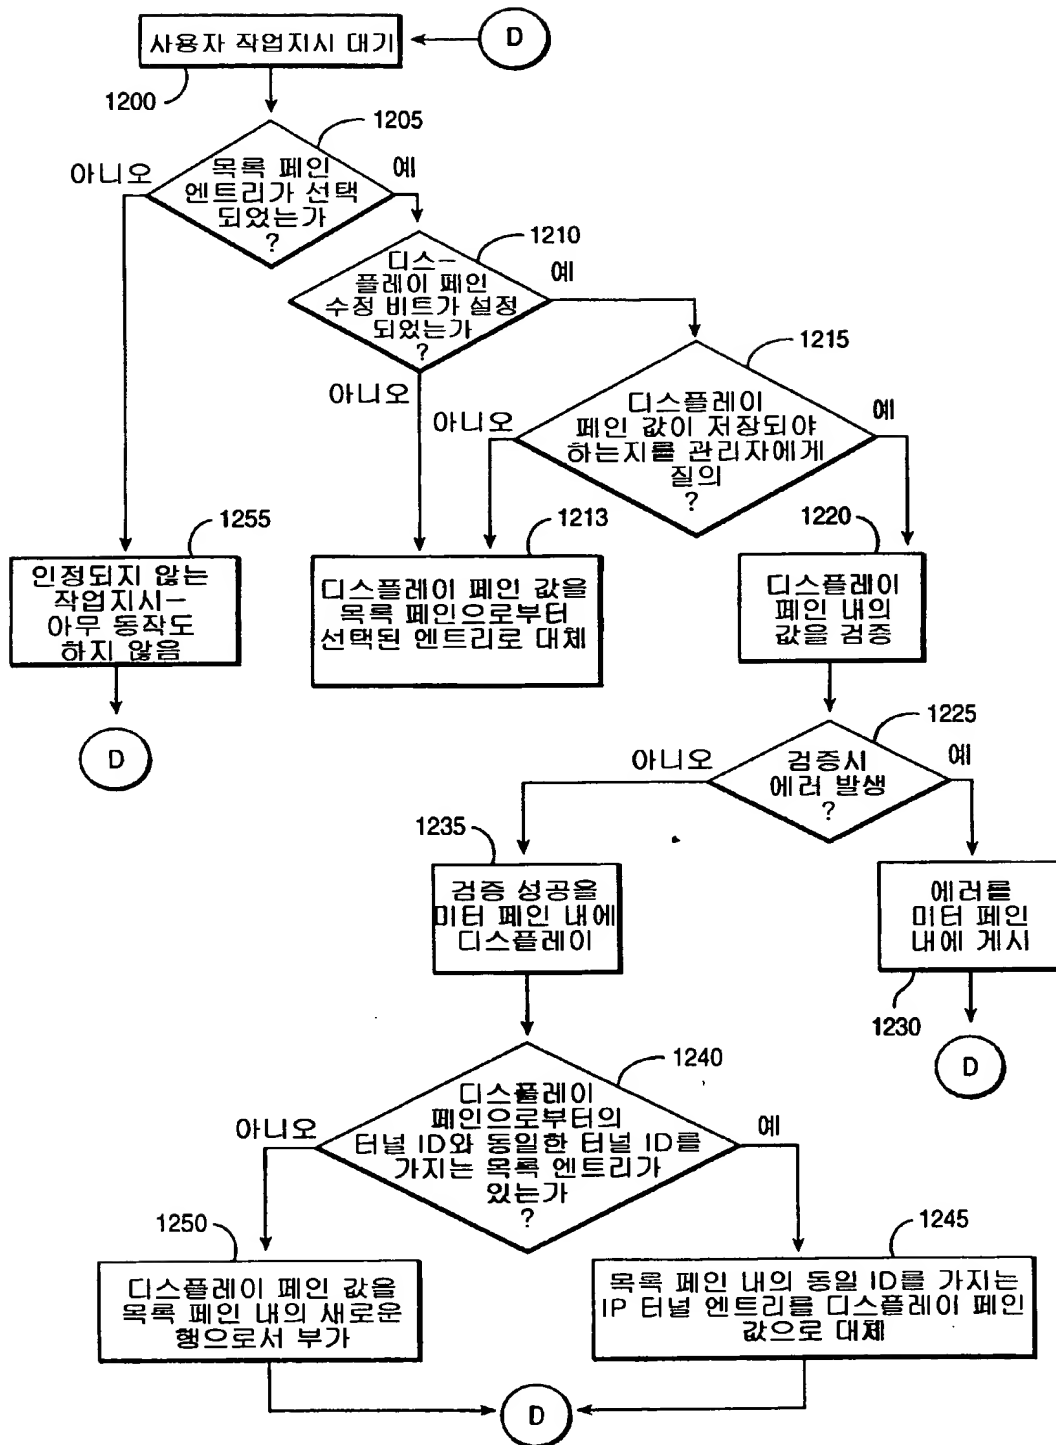 사용자 작업지시 대기
D
1200
1205
아니오
예
목록 페인
엔트리가 선택
되었는가
?
1210
디스-
플레이 페인
수정 비트가 설정
되었는가
?
예
아니오
1215
디스플레이
페인 값이 저장되야
하는지를 관리자에게
질의
?
아니오
예
1255
인정되지 않는
작업지시-
아무 동작도
하지 않음
D
1213
디스플레이 페인 값을
목록 페인으로부터
선택된 엔트리로 대체
1220
디스플레이
페인 내의
값을 검증
1225
아니오
예
검증시
에러 발생
?
1235
검증 성공을
미터 페인 내에
디스플레이
에러를
미터 페인
내에 게시
1230
D
1240
디스플레이
페인으로부터의
터널 ID와 동일한 터널 ID를
가지는 목록 엔트리가
있는가
?
아니오
예
1250
디스플레이 페인 값을
목록 페인 내의 새로운
행으로서 부가
1245
목록 페인 내의 동일 ID를 가지는
IP 터널 엔트리를 디스플레이 페인
값으로 대체
D